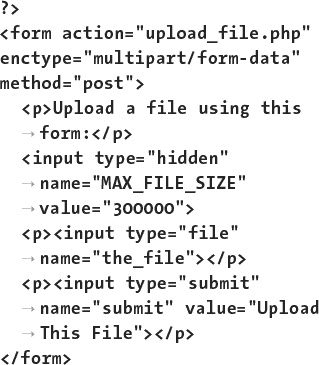 ?>
<form action="upload_file.php"
enctype="multipart/form-data"
method="post">
<p>Upload a file using this
→ form:</p>
<input type="hidden"
→ name="MAX_FILE_SIZE"
→ value="300000">
<p><input type="file"
→ name="the_file"></p>
<p><input type="submit"
→ name="submit" value="Upload
→ This File"></p>
</form>